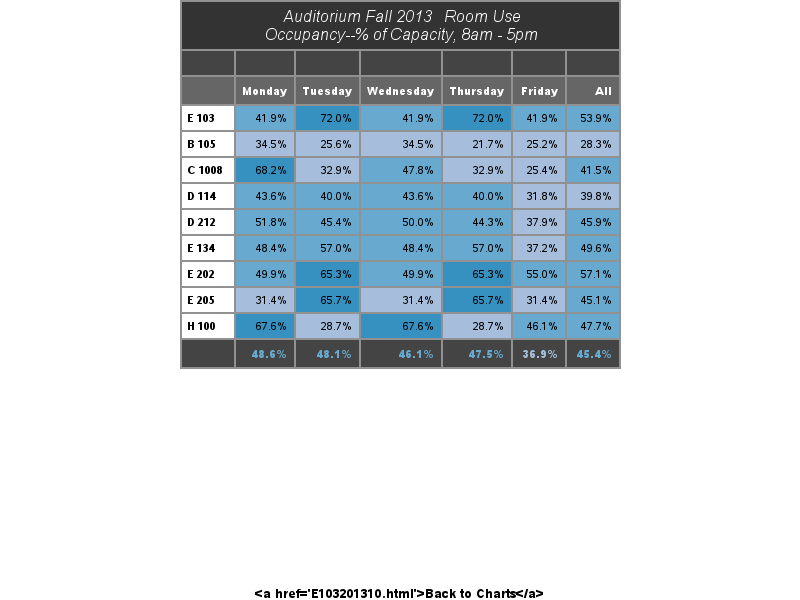 Auditorium Fall 2013 Room Use
Occupancy--% of Capacity, 8am - 5pm
Monday Tuesday Wednesday Thursday Friday All
E 103 41.9% 72.0% 41.9% 72.0% 41.9% 53.9%
B 105 34.5% 25.6% 34.5% 21.7% 25.2% 28.3%
C 1008 68.2% 32.9% 47.8% 32.9% 25.4% 41.5%
D 114 43.6% 40.0% 43.6% 40.0% 31.8% 39.8%
D 212 51.8% 45.4% 50.0% 44.3% 37.9% 45.9%
E 134 48.4% 57.0% 48.4% 57.0% 37.2% 49.6%
E 202 49.9% 65.3% 49.9% 65.3% 55.0% 57.1%
E 205 31.4% 65.7% 31.4% 65.7% 31.4% 45.1%
H 100 67.6% 28.7% 67.6% 28.7% 46.1% 47.7%
48.6% 48.1% 46.1% 47.5% 36.9% 45.4%
<a href='E103201310.html'>Back to Charts</a>